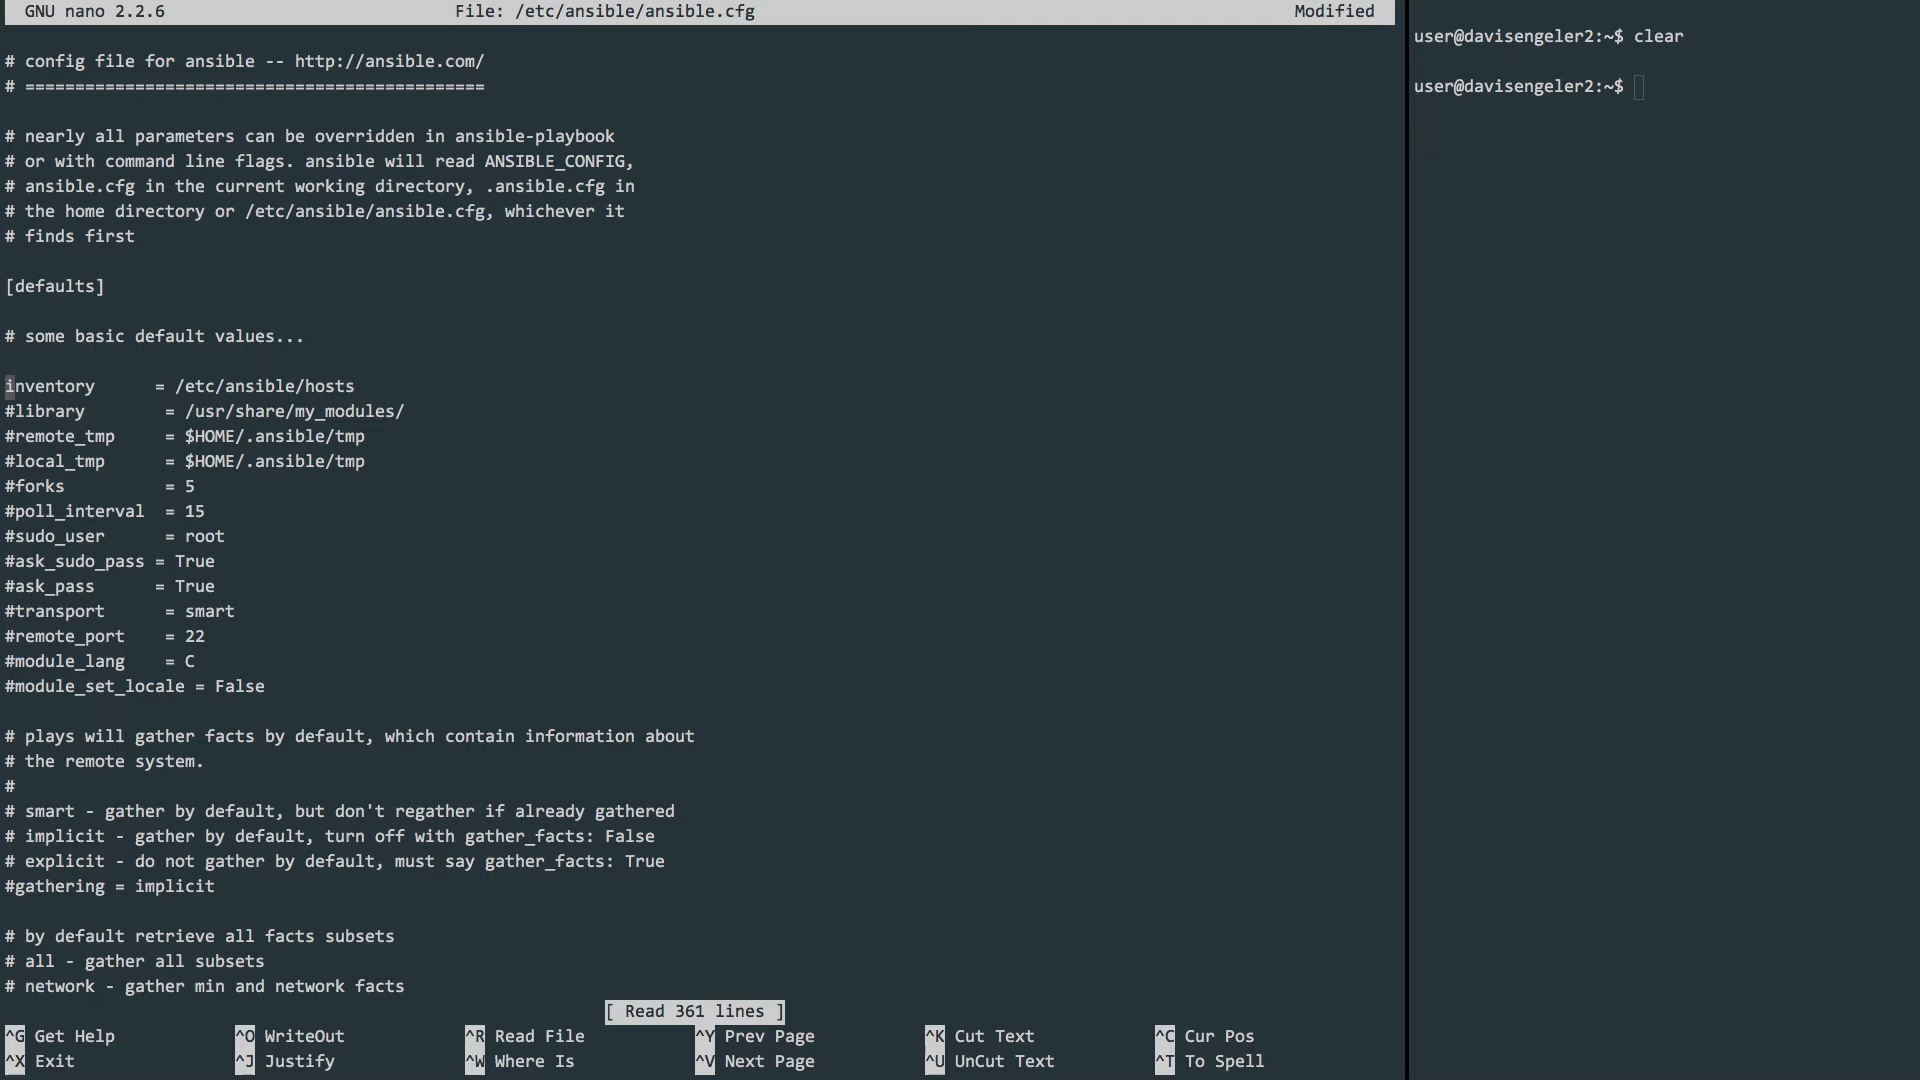 GNU nano 2.2.6 File: /etc/ansible/ansible.cfg Modified
# config file for ansible -- http://ansible.com/
# ==============================================
# nearly all parameters can be overridden in ansible-playbook
# or with command line flags. ansible will read ANSIBLE_CONFIG,
# ansible.cfg in the current working directory, .ansible.cfg in
# the home directory or /etc/ansible/ansible.cfg, whichever it
# finds first
[defaults]
# some basic default values...
inventory      = /etc/ansible/hosts
#library        = /usr/share/my_modules/
#remote_tmp     = $HOME/.ansible/tmp
#local_tmp      = $HOME/.ansible/tmp
#forks          = 5
#poll_interval  = 15
#sudo_user      = root
#ask_sudo_pass = True
#ask_pass      = True
#transport      = smart
#remote_port    = 22
#module_lang    = C
#module_set_locale = False
# plays will gather facts by default, which contain information about
# the remote system.
#
# smart - gather by default, but don't regather if already gathered
# implicit - gather by default, turn off with gather_facts: False
# explicit - do not gather by default, must say gather_facts: True
#gathering = implicit
# by default retrieve all facts subsets
# all - gather all subsets
# network - gather min and network facts
[ Read 361 lines ]
^G Get Help ^O WriteOut ^R Read File ^Y Prev Page ^K Cut Text ^C Cur Pos
^X Exit ^J Justify ^W Where Is ^V Next Page ^U UnCut Text ^T To Spell
user@davisengeler2:~$ clear
user@davisengeler2:~$